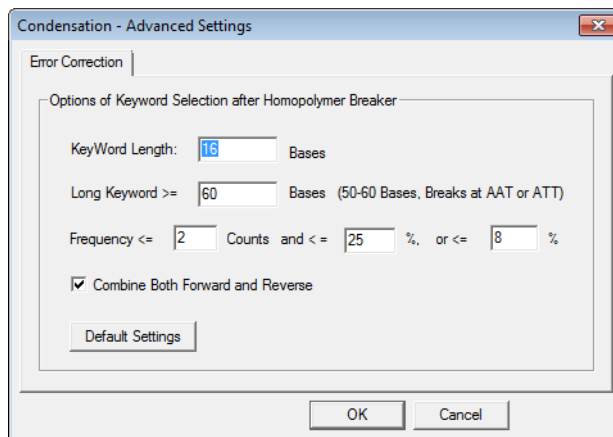 Condensation - Advanced Settings
Error Correction
Options of Keyword Selection after Homopolymer Breaker
KeyWord Length: 16 Bases
Long Keyword >= 60 Bases (50-60 Bases, Breaks at AAT or ATT)
Frequency <= 2 Counts and < = 25 %, or <= 8 %
Combine Both Forward and Reverse
Default Settings
OK Cancel